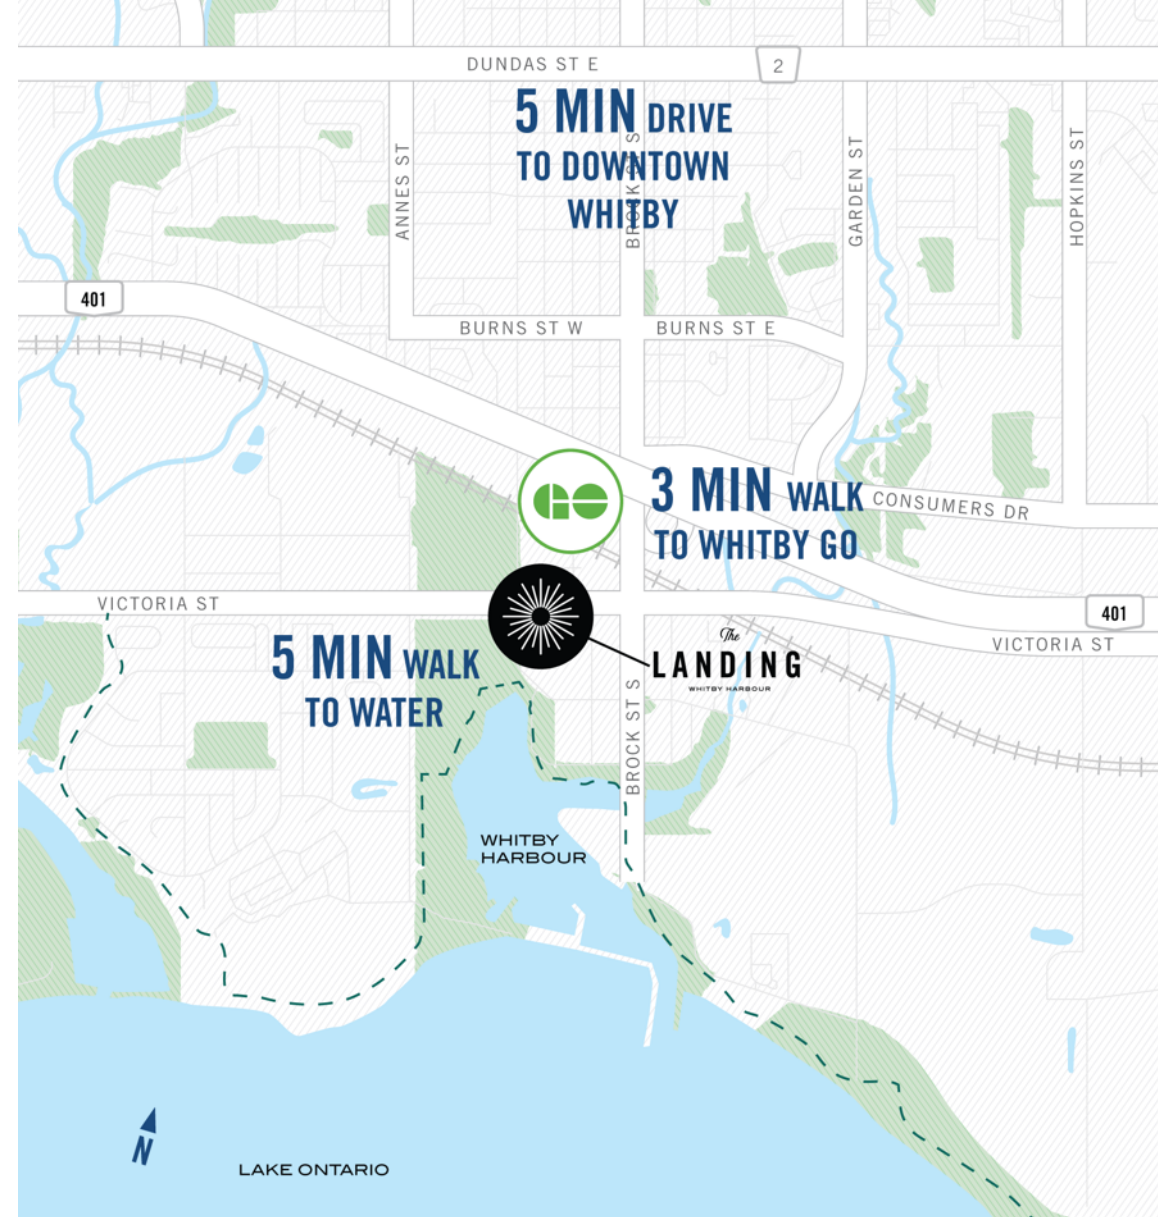 DUNDAS ST E
2
5 MIN DRIVE
TO DOWNTOWN
WHITBY
BROCK ST S
ANNES ST
GARDEN ST
HOPKINS ST
401
BURNS ST W
BURNS ST E
GO
3 MIN WALK
TO WHITBY GO
CONSUMERS DR
VICTORIA ST
401
VICTORIA ST
The
LANDING
WHITBY HARBOUR
5 MIN WALK
TO WATER
BROCK ST S
WHITBY
HARBOUR
N
LAKE ONTARIO